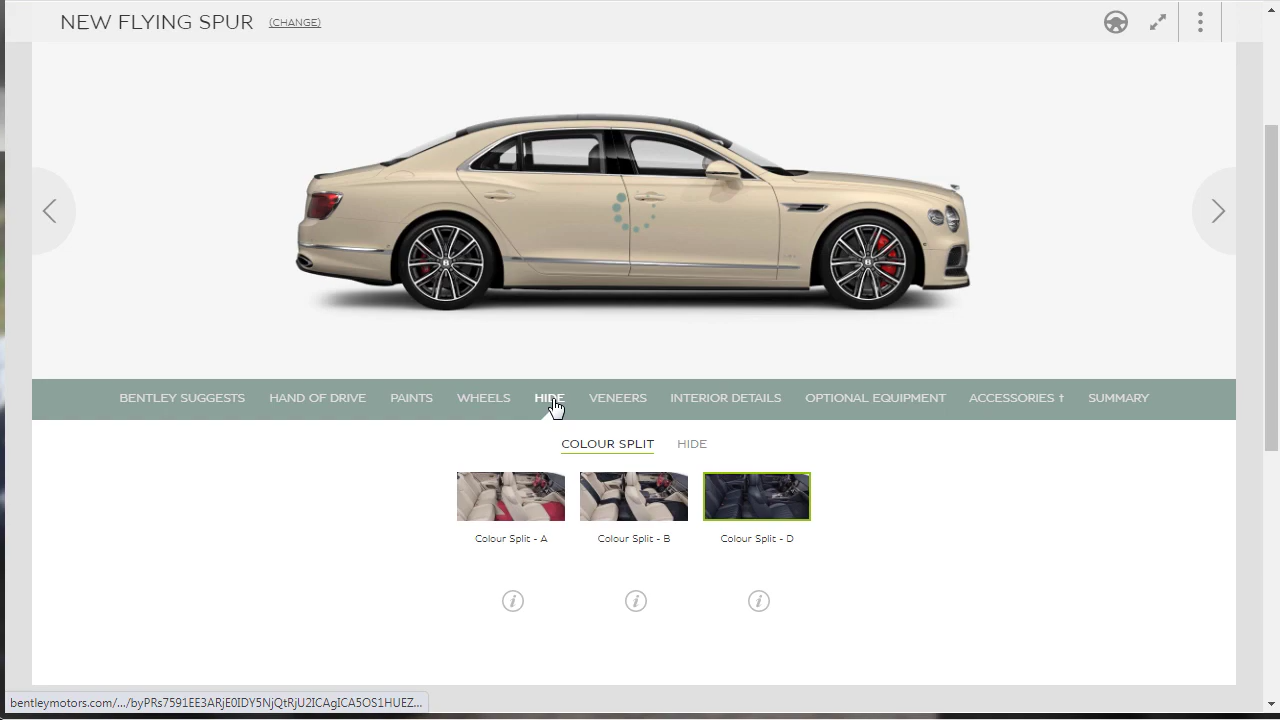 NEW FLYING SPUR (CHANGE)
BENTLEY SUGGESTS HAND OF DRIVE PAINTS WHEELS HIDE VENEERS INTERIOR DETAILS OPTIONAL EQUIPMENT ACCESSORIES † SUMMARY
COLOUR SPLIT HIDE
Colour Split - A Colour Split - B Colour Split - D
bentleymotors.com/.../byPRs7591EE3ARjE0IDY5NjQtRjU2ICAgICA5OS1HUEZ...